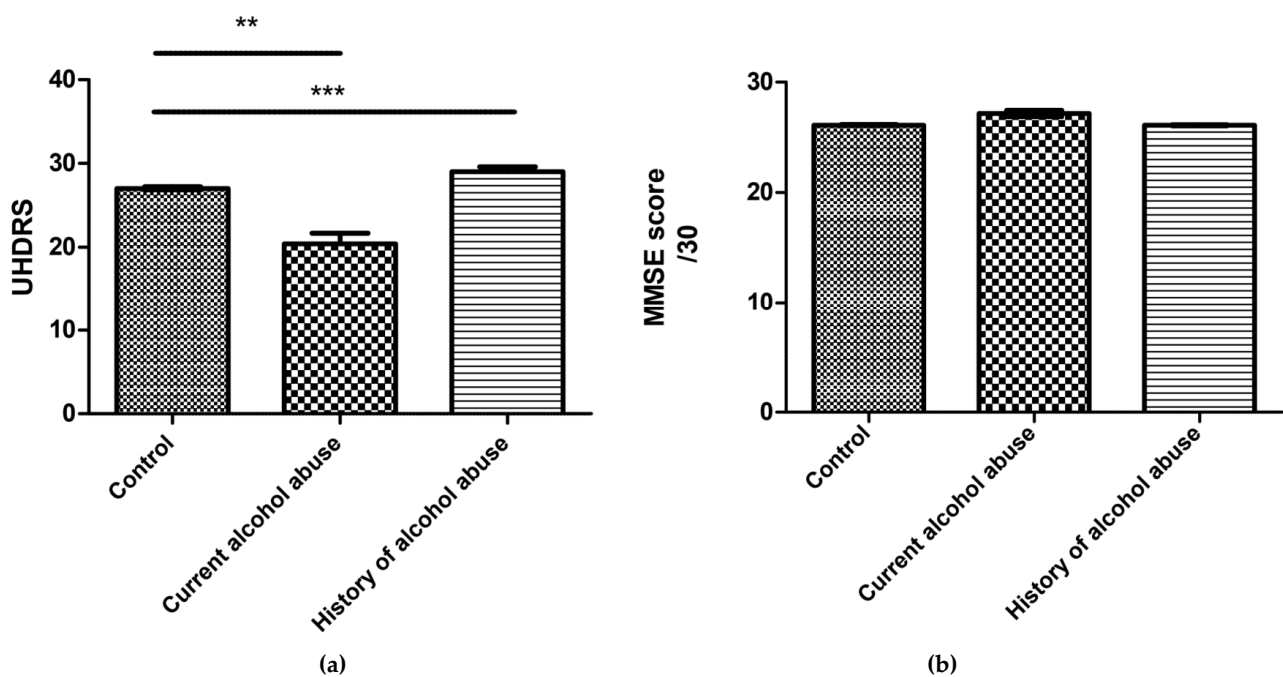 **
***
UHDRS
40
30
20
10
0
Control
Current alcohol abuse
History of alcohol abuse
(a)
MMSE score
/30
30
20
10
0
Control
Current alcohol abuse
History of alcohol abuse
(b)